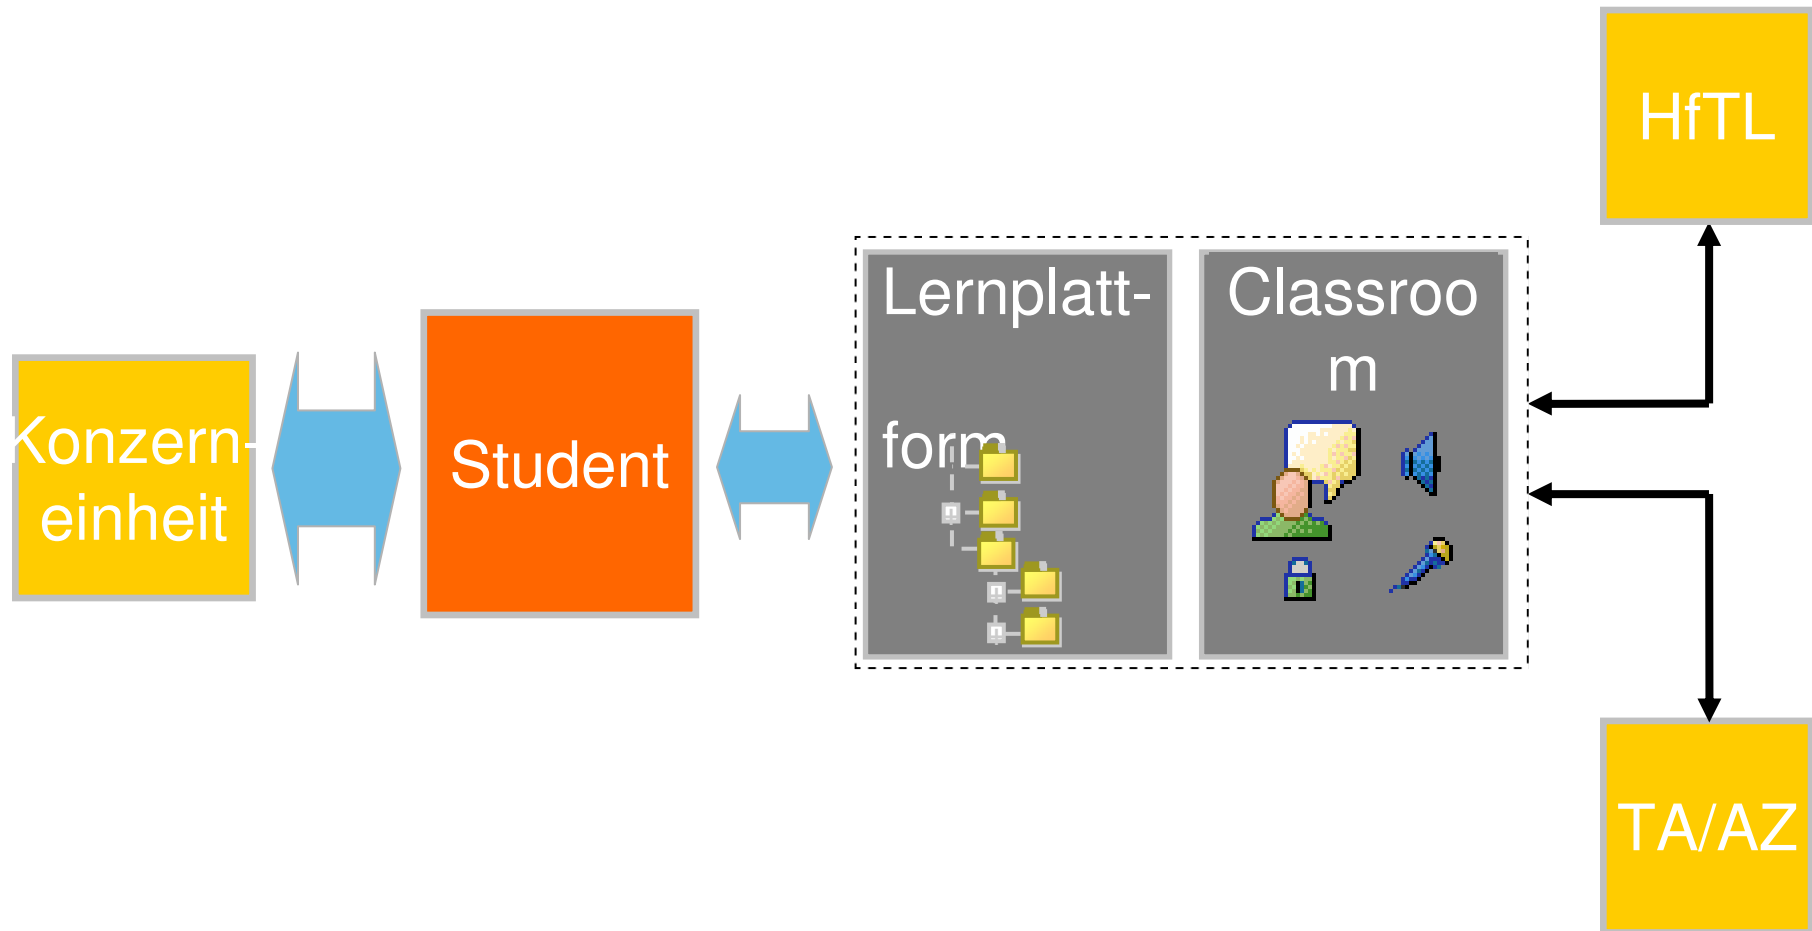 Konzern-
einheit
Student
Lernplatt-
form
Classroo
m
HfTL
TA/AZ